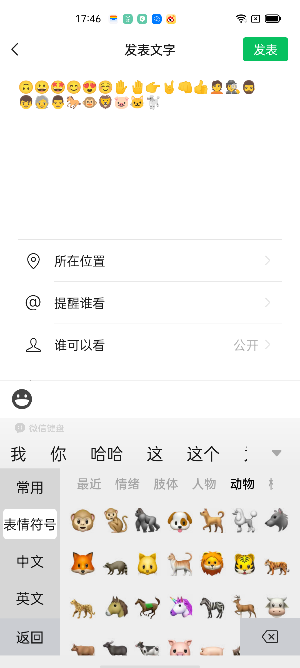 17:46
发表文字
发表
🙃😀🤩😊😍☺️✋🤚👉🤘👊👍🙅🕵️🧔
👦🧓👨🐎🐵🦁🐷🐱🐩
所在位置
@ 提醒谁看
谁可以看 公开
微信键盘
我 你 哈哈 这 这个
常用 最近 情绪 肢体 人物 动物
表情符号
中文
英文
返回